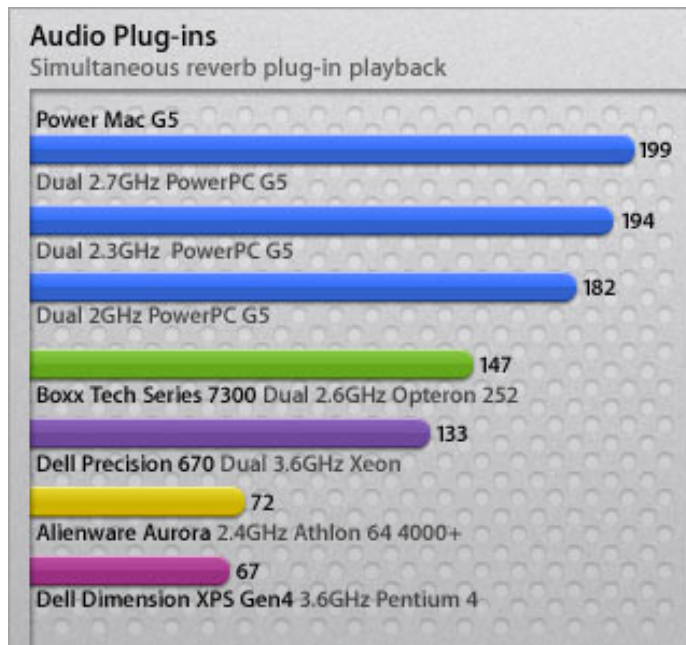 Audio Plug-ins
Simultaneous reverb plug-in playback
Power Mac G5
199
Dual 2.7GHz PowerPC G5
194
Dual 2.3GHz PowerPC G5
182
Dual 2GHz PowerPC G5
147
Boxx Tech Series 7300 Dual 2.6GHz Opteron 252
133
Dell Precision 670 Dual 3.6GHz Xeon
72
Alienware Aurora 2.4GHz Athlon 64 4000+
67
Dell Dimension XPS Gen4 3.6GHz Pentium 4